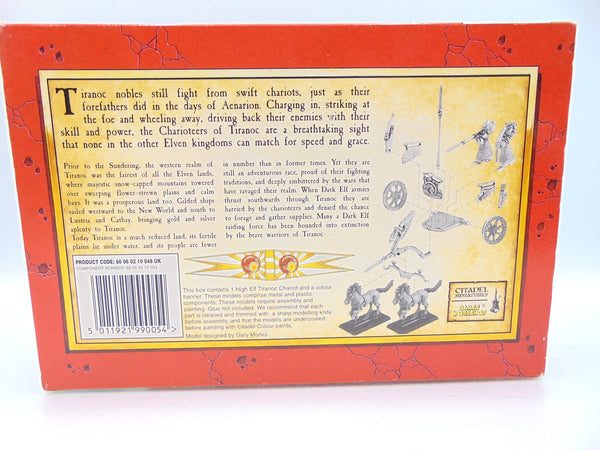 Tiranoc nobles still fight from swift chariots, just as their
forefathers did in the days of Aenarion. Charging in, striking at
the foe and wheeling away, driving back their enemies with their
skill and power, the Charioteers of Tiranoc are a breathtaking sight
that none in the other Elven kingdoms can match for speed and grace.
Prior to the Sundering, the western realm of
Tiranoc was the fairest of all the Elven lands,
where majestic snow-capped mountains towered
over sweeping flower-strewn plains and calm
bays. It was a prosperous land too. Gilded ships
sailed westward to the New World and south to
Lustria and Cathay, bringing gold and silver
aplenty to Tiranoc.
Today Tiranoc is a much reduced land, its fertile
plains lie under water, and its people are fewer
in number than in former times. Yet they are
still an adventurous race, proud of their fighting
traditions, and deeply embittered by the wars that
have ravaged their realm. When Dark Elf armies
thrust southwards through Tiranoc they are
harried by the charioteers and denied the chance
to forage and gather supplies. Many a Dark Elf
raiding force has been hounded into extinction
by the brave warriors of Tiranoc.
PRODUCT CODE: 60 06 02 10 048 UK
5 011921 990054 >
This box contains 1 High Elf Tiranoc Chariot and a colour
banner. These models comprise metal and plastic
components. These models require assembly and
painting. Glue not included. We recommend that each
part is cleaned and trimmed with a sharp modelling knife
before assembly, and that the models are undercoated
before painting with Citadel Colour paints.
Model designed by Gary Morley.
CITADEL
MINIATURES
GAMES
WORKSHOP